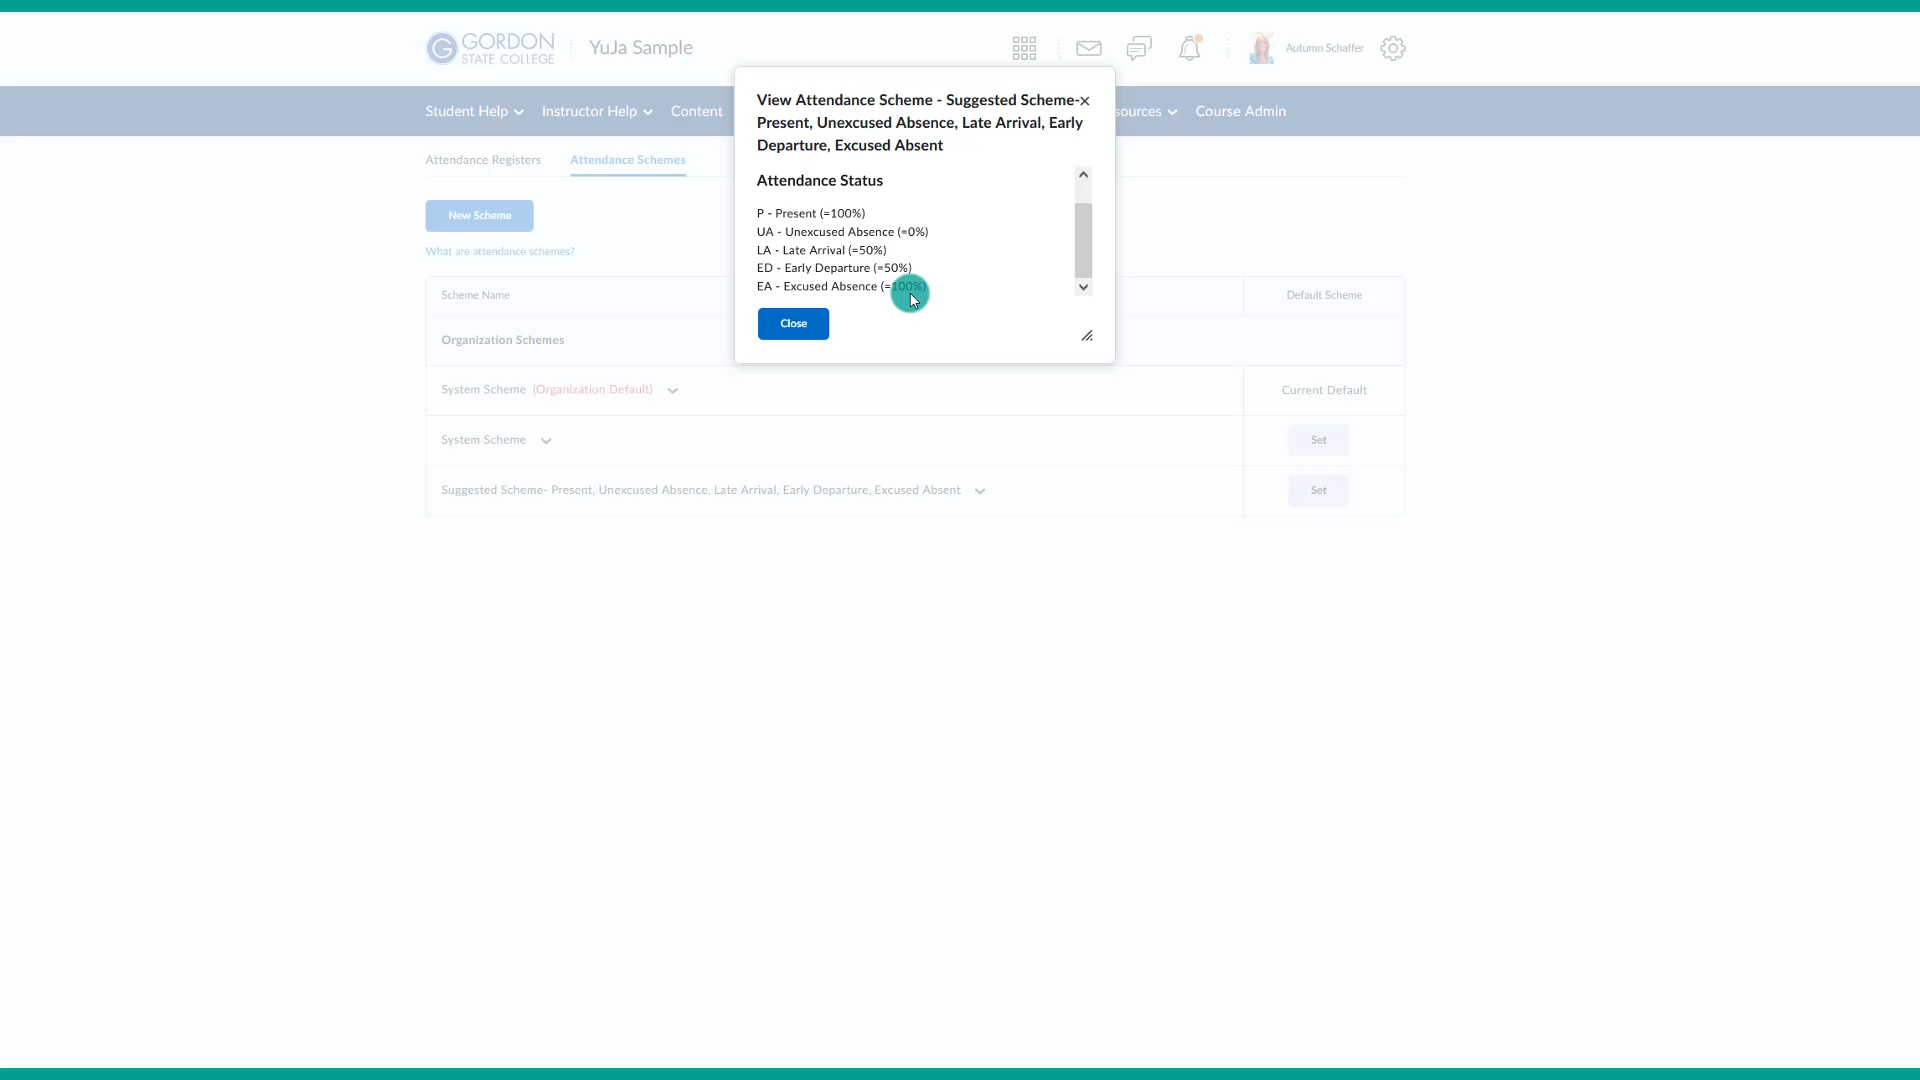 GORDON
STATE COLLEGE
YuJa Sample
Autumn Schaffer
Student Help
Instructor Help
Content
sources
Course Admin
View Attendance Scheme - Suggested Scheme-
Present, Unexcused Absence, Late Arrival, Early
Departure, Excused Absent
Attendance Registers
Attendance Schemes
Attendance Status
New Scheme
P - Present (=100%)
UA - Unexcused Absence (=0%)
LA - Late Arrival (=50%)
ED - Early Departure (=50%)
EA - Excused Absence (=100%)
What are attendance schemes?
Close
Scheme Name
Default Scheme
Organization Schemes
System Scheme (Organization Default)
Current Default
System Scheme
Set
Suggested Scheme- Present, Unexcused Absence, Late Arrival, Early Departure, Excused Absent
Set